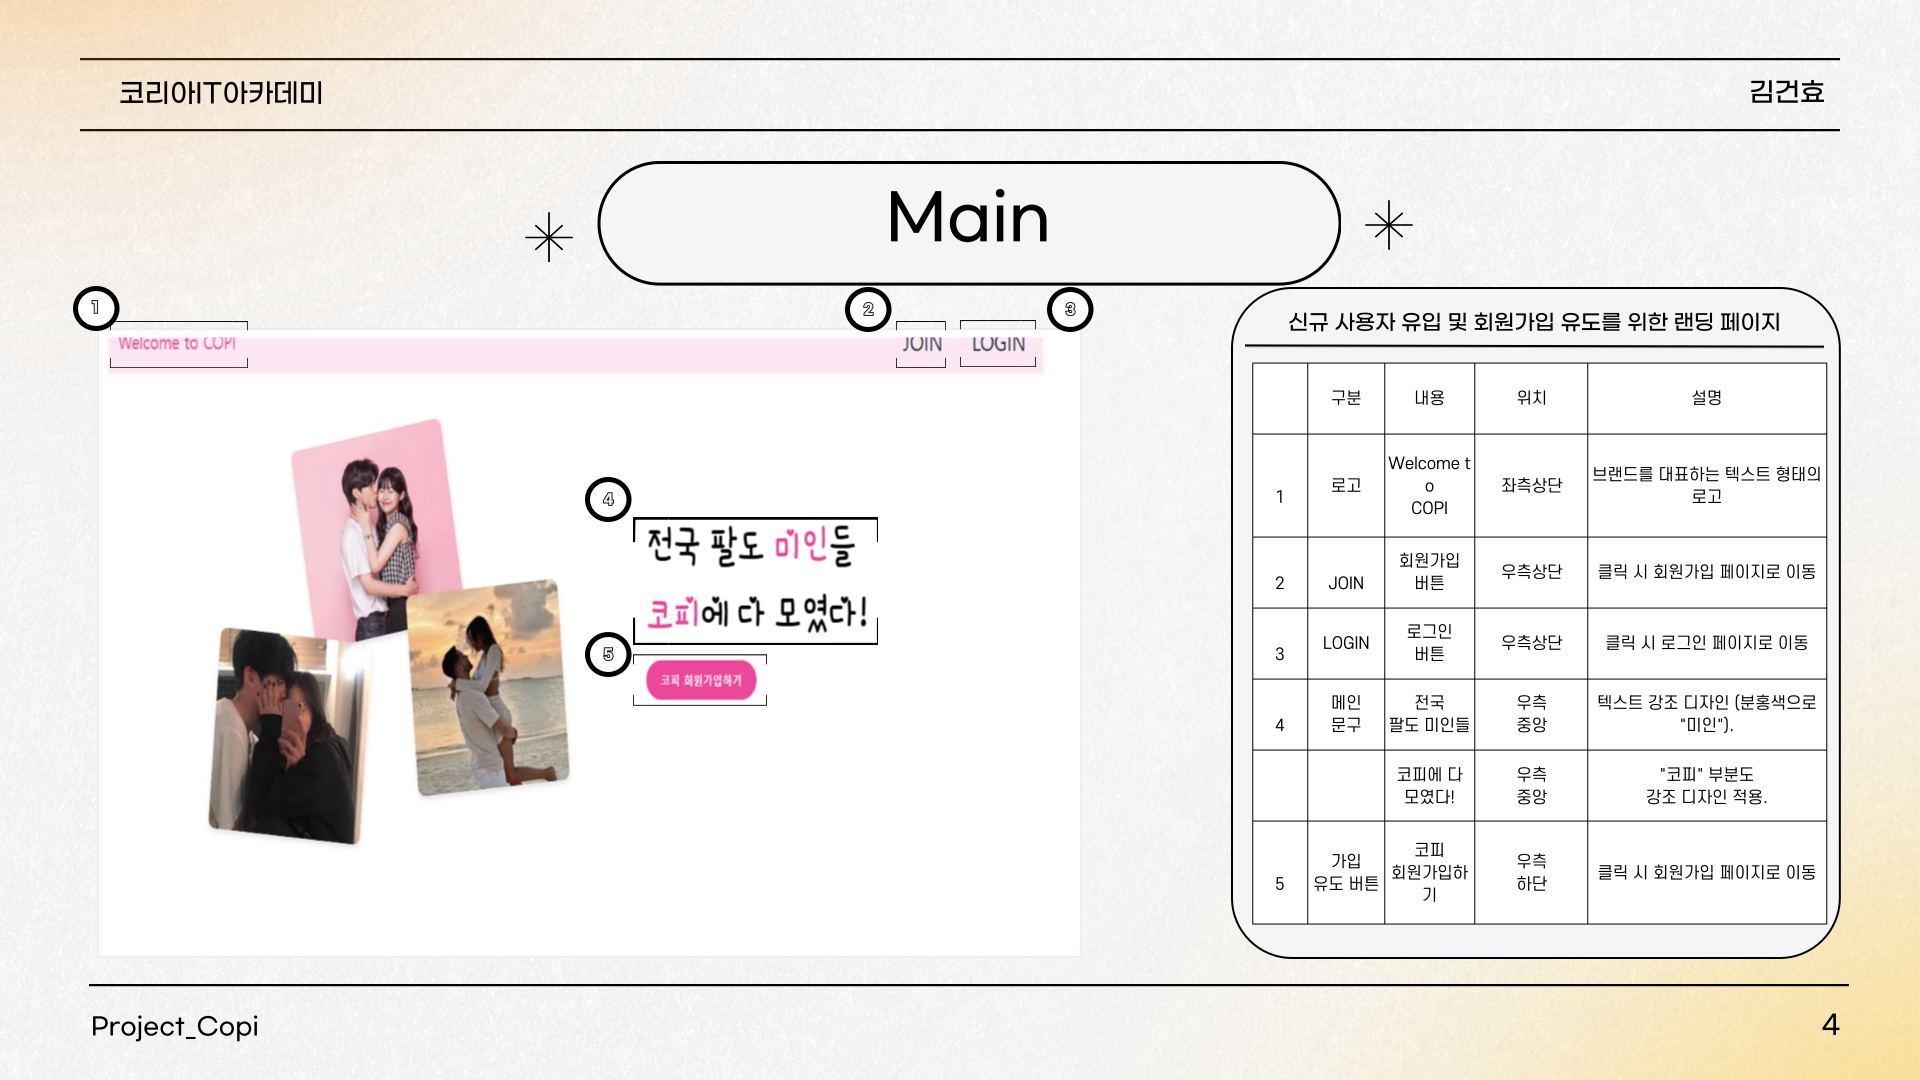 코리아IT아카데미
김건효
Main
1
2
3
Welcome to COPI
JOIN
LOGIN
4
전국 팔도 미인들
코피에 다 모였다!
5
코피 회원가입하기
신규 사용자 유입 및 회원가입 유도를 위한 랜딩 페이지
구분 내용 위치 설명
1 로고 Welcome t
o
COPI 좌측상단 브랜드를 대표하는 텍스트 형태의
로고
2 JOIN 회원가입
버튼 우측상단 클릭 시 회원가입 페이지로 이동
3 LOGIN 로그인
버튼 우측상단 클릭 시 로그인 페이지로 이동
4 메인
문구 전국
팔도 미인들 우측
중앙 텍스트 강조 디자인 (분홍색으로
"미인").
코피에 다
모였다! 우측
중앙 "코피" 부분도
강조 디자인 적용.
5 가입
유도 버튼 코피
회원가입하
기 우측
하단 클릭 시 회원가입 페이지로 이동
Project_Copi
4